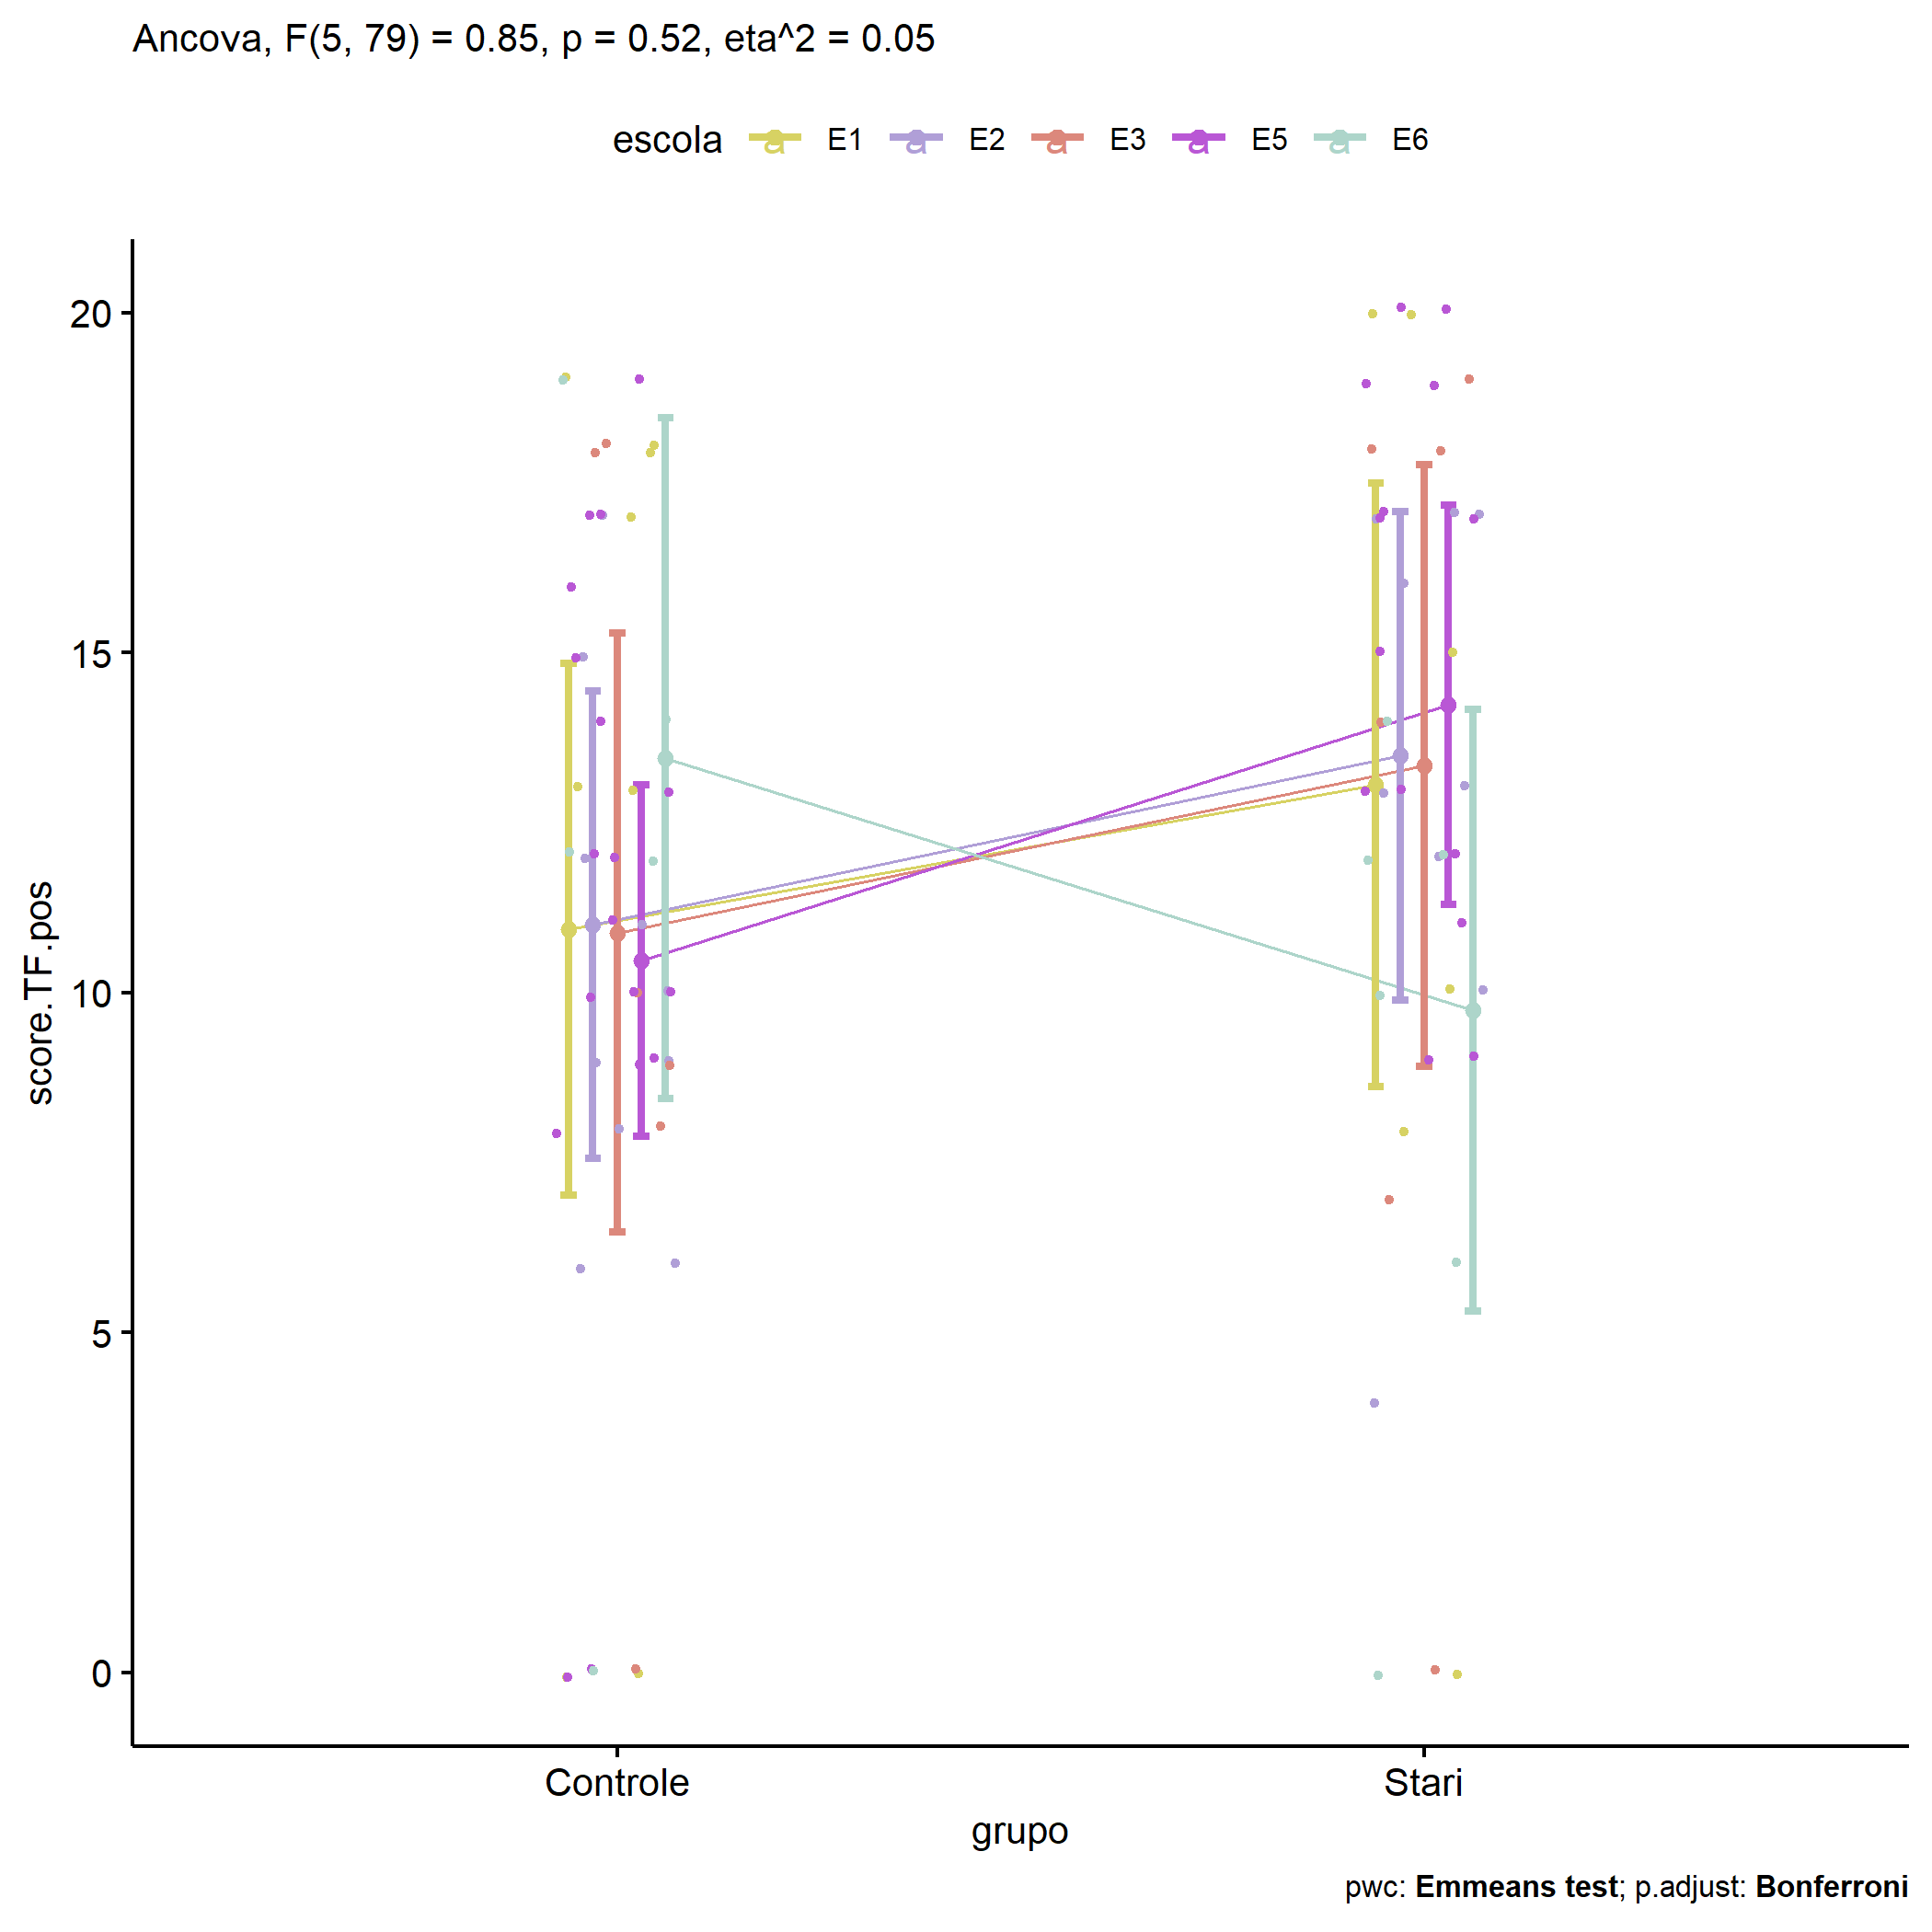 Ancova, F(5, 79) = 0.85, p = 0.52, eta^2 = 0.05
escola a E1 a E2 a E3 a E5 a E6
20
15
10
5
0
score.TF.pos
Controle Stari
grupo
pwc: Emmeans test; p.adjust: Bonferroni